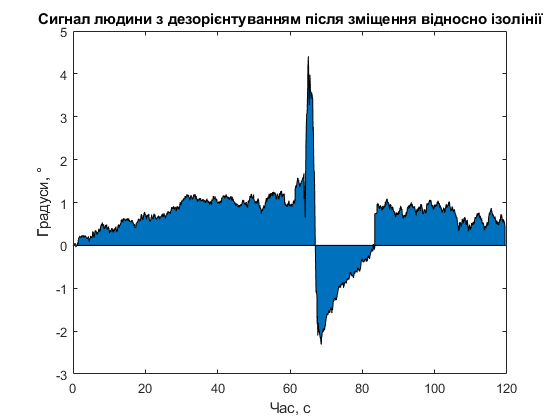 Сигнал людини з дезорієнтуванням після зміщення відносно ізолінії
5
4
3
2
1
0
-1
-2
-3
Градуси, °
0 20 40 60 80 100 120
Час, с